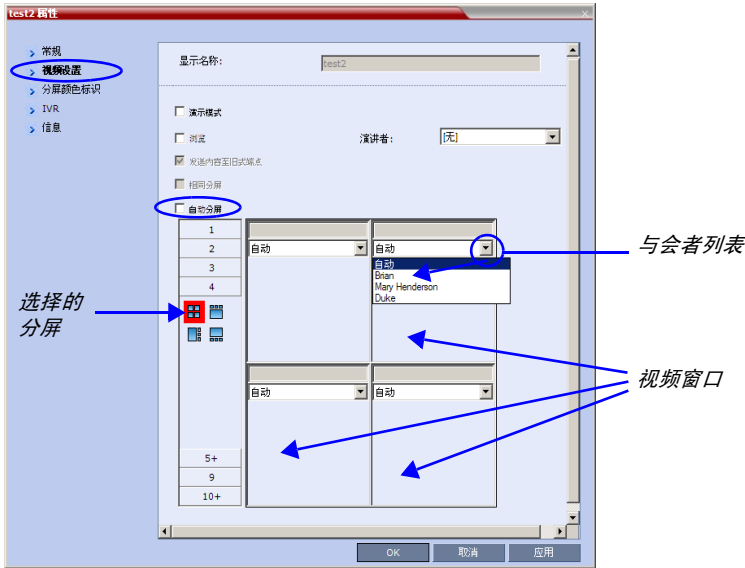 test2 属性
常规
视频设置
分屏颜色标识
IVR
信息
显示名称:
test2
演示模式
浏览
演讲者:
[无]
发送内容至旧式端点
相同分屏
自动分屏
1
2
3
4
5+
9
10+
自动
自动
自动
Brian
Mary Henderson
Duke
自动
自动
OK
取消
应用
与会者列表
选择的
分屏
视频窗口